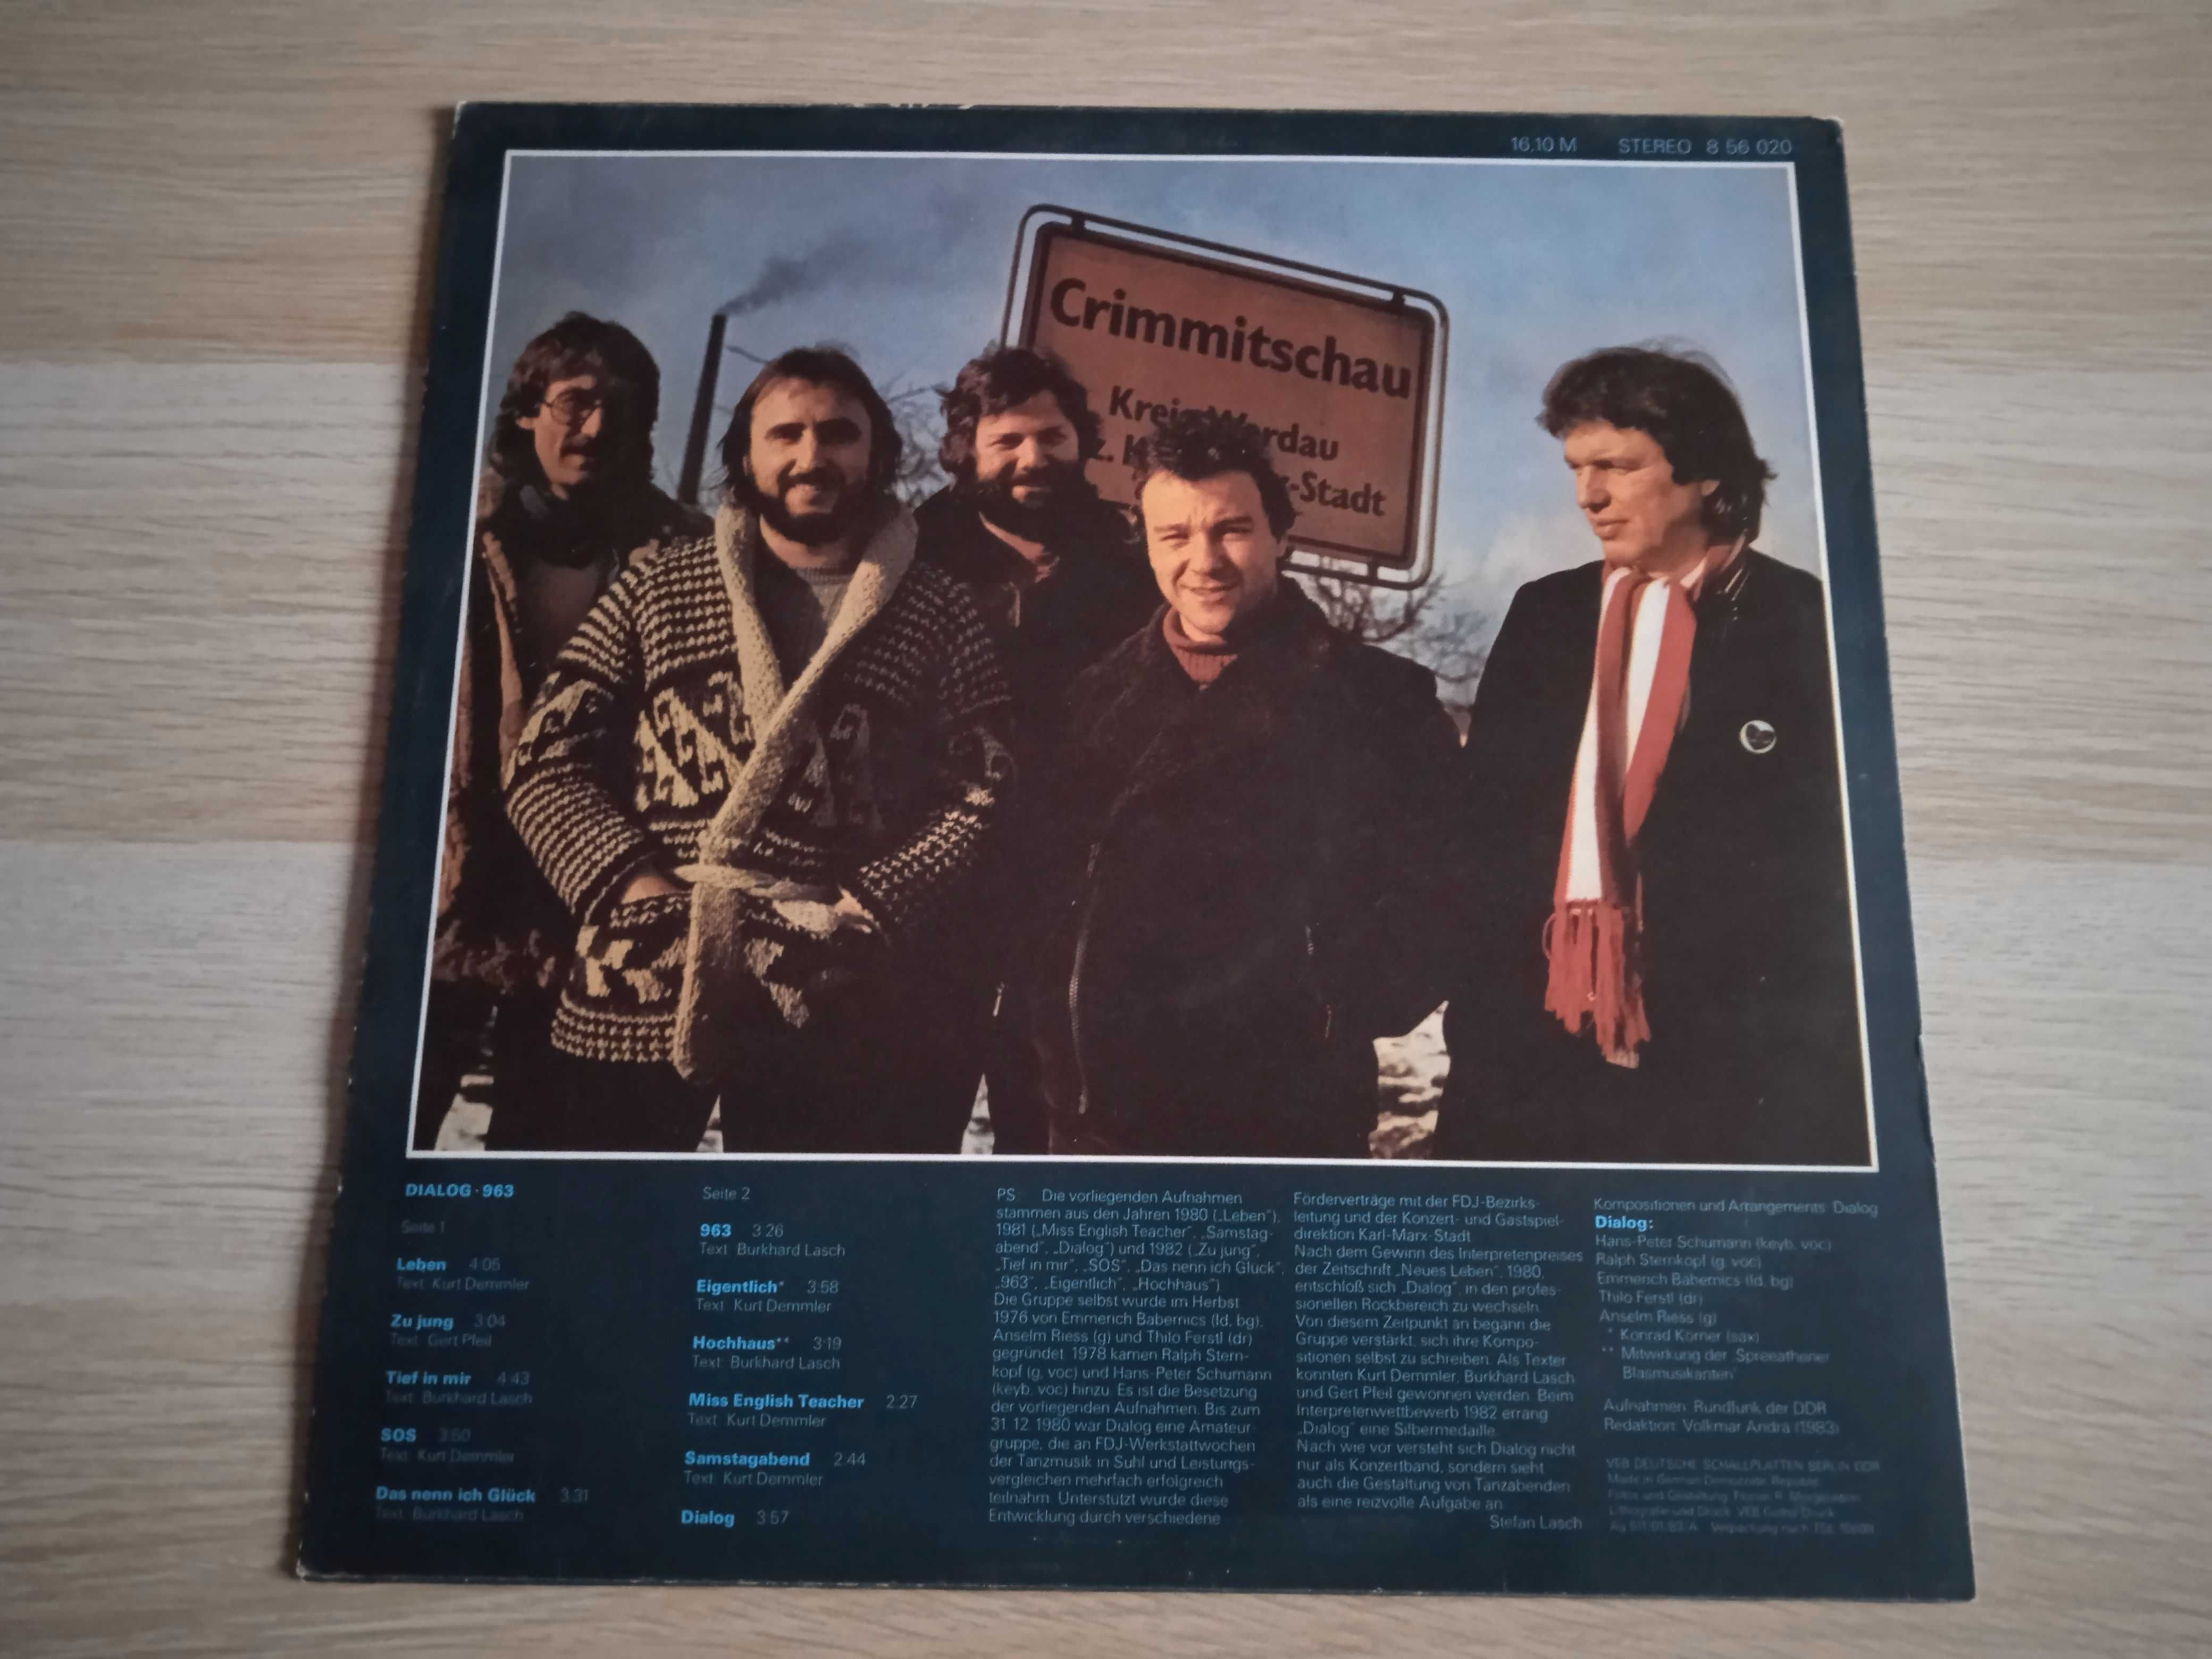 16,10 M STEREO 8 56 020
Crimmitschau
Kreis Werdau
-Stadt
DIALOG · 963
Seite 1
Leben 4:05
Text: Kurt Demmler
Zu jung 3:04
Text: Gert Pfeil
Tief in mir 4:43
Text: Burkhard Lasch
SOS 3:50
Text: Kurt Demmler
Das nenn ich Glück 3:31
Text: Burkhard Lasch
Seite 2
963 3:26
Text: Burkhard Lasch
Eigentlich* 3:58
Text: Kurt Demmler
Hochhaus** 3:19
Text: Burkhard Lasch
Miss English Teacher 2:27
Text: Kurt Demmler
Samstagabend 2:44
Text: Kurt Demmler
Dialog 3:57
PS. Die vorliegenden Aufnahmen
stammen aus den Jahren 1980 („Leben“),
1981 („Miss English Teacher“, „Samstag-
abend“, „Dialog“) und 1982 („Zu jung“,
„Tief in mir“, „SOS“, „Das nenn ich Glück“,
„963“, „Eigentlich“, „Hochhaus“)
Die Gruppe selbst wurde im Herbst
1976 von Emmerich Babernics (ld, bg),
Anselm Riess (g) und Thilo Ferstl (dr)
gegründet. 1978 kamen Ralph Stern-
kopf (g, voc) und Hans-Peter Schumann
(keyb, voc) hinzu. Es ist die Besetzung
der vorliegenden Aufnahmen. Bis zum
31.12.1980 war Dialog eine Amateur-
gruppe, die an FDJ-Werkstattwochen
der Tanzmusik in Suhl und Leistungs-
vergleichen mehrfach erfolgreich
teilnahm. Unterstützt wurde diese
Entwicklung durch verschiedene
Förderverträge mit der FDJ-Bezirks-
leitung und der Konzert- und Gastspiel-
direktion Karl-Marx-Stadt
Nach dem Gewinn des Interpretenpreises
der Zeitschrift „Neues Leben“, 1980,
entschloß sich „Dialog“, in den profes-
sionellen Rockbereich zu wechseln.
Von diesem Zeitpunkt an begann die
Gruppe verstärkt, sich ihre Kompo-
sitionen selbst zu schreiben. Als Texter
konnten Kurt Demmler, Burkhard Lasch
und Gert Pfeil gewonnen werden. Beim
Interpretenwettbewerb 1982 errang
„Dialog“ eine Silbermedaille.
Nach wie vor versteht sich Dialog nicht
nur als Konzertband, sondern sieht
auch die Gestaltung von Tanzabenden
als eine reizvolle Aufgabe an.
Stefan Lasch
Kompositionen und Arrangements: Dialog
Dialog:
Hans-Peter Schumann (keyb, voc)
Ralph Sternkopf (g, voc)
Emmerich Babernics (ld, bg)
Thilo Ferstl (dr)
Anselm Riess (g)
* Konrad Körner (sax)
** Mitwirkung der „Spreeathener
Blasmusikanten“
Aufnahmen: Rundfunk der DDR
Redaktion: Volkmar Andrä (1983)
VEB DEUTSCHE SCHALLPLATTEN BERLIN DDR
Made in German Democratic Republic
Fotos und Gestaltung:
Lithografie und Druck: VEB Gotha-Druck
Verpackung nach